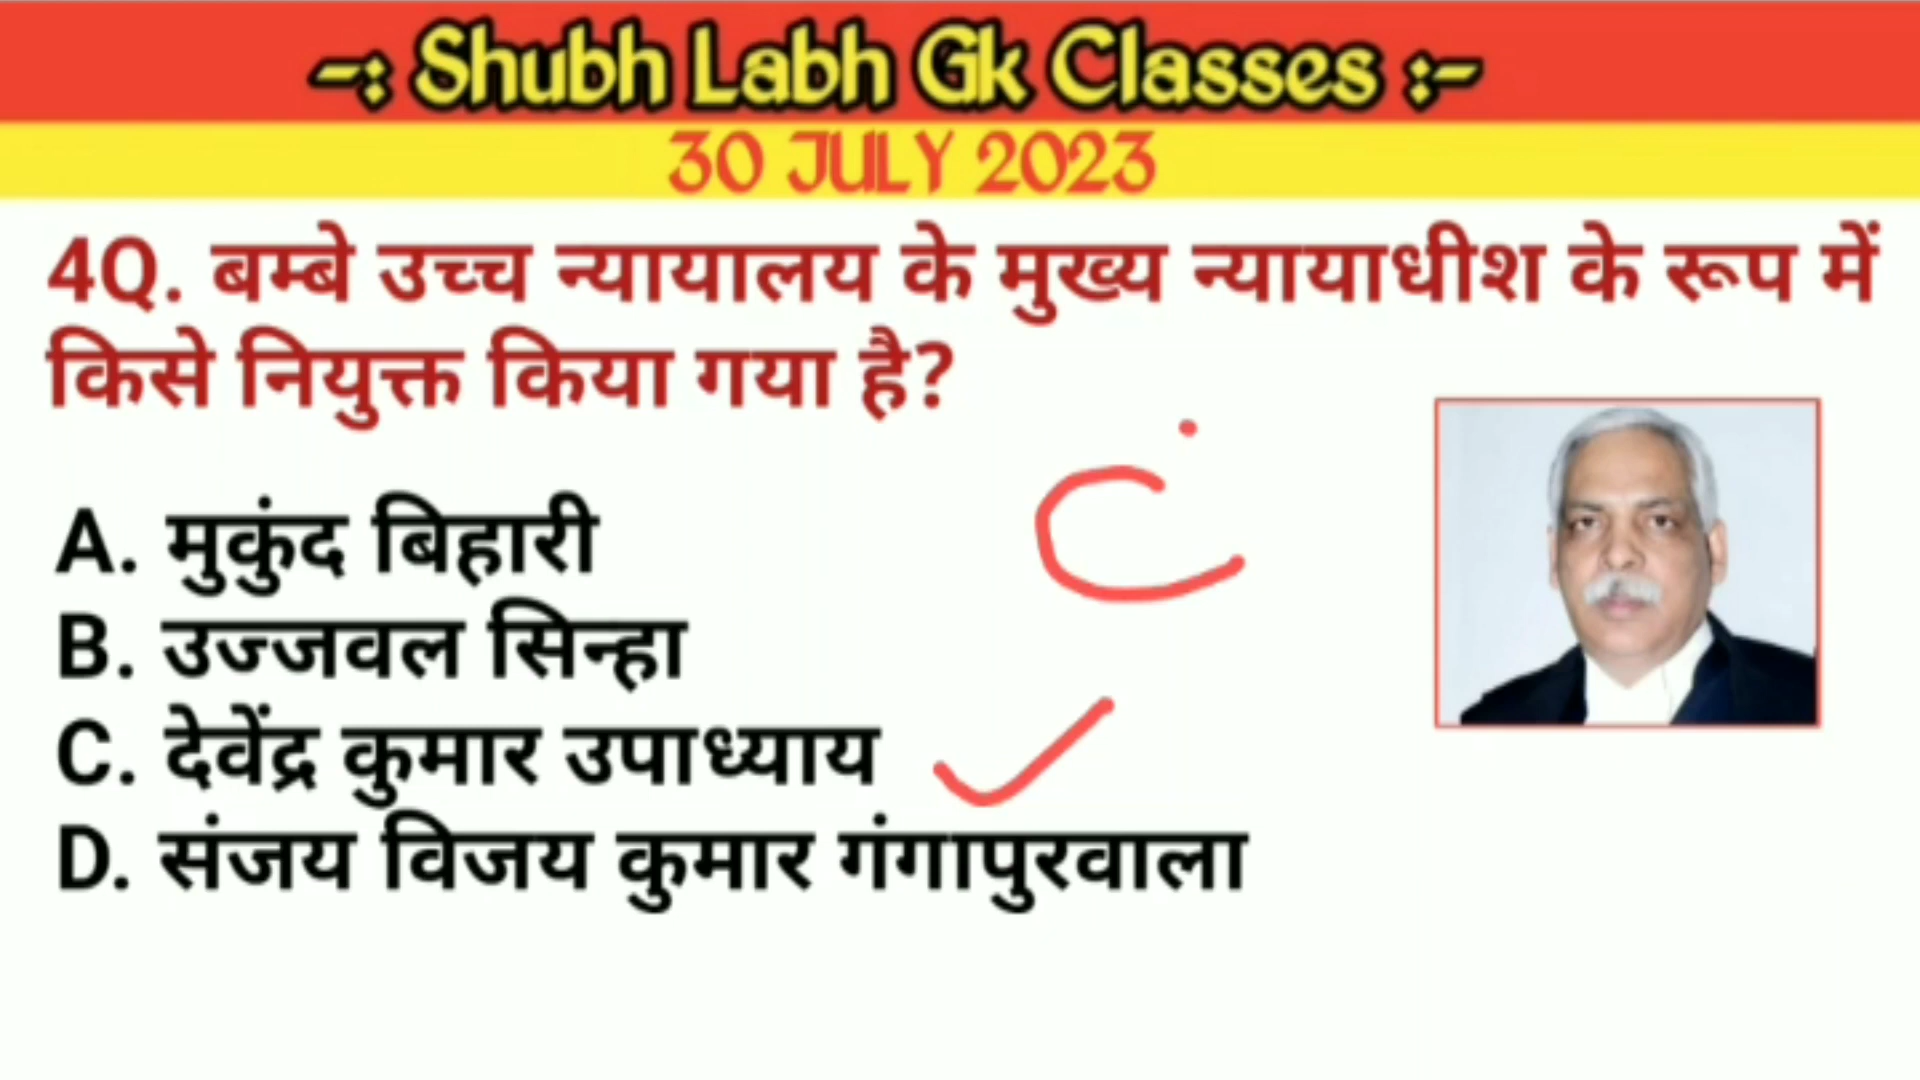 -: Shubh Labh Gk Classes :-
30 JULY 2023
4Q. बम्बे उच्च न्यायालय के मुख्य न्यायाधीश के रूप में
किसे नियुक्त किया गया है?
C
A. मुकुंद बिहारी
B. उज्जवल सिन्हा
C. देवेंद्र कुमार उपाध्याय
D. संजय विजय कुमार गंगापुरवाला